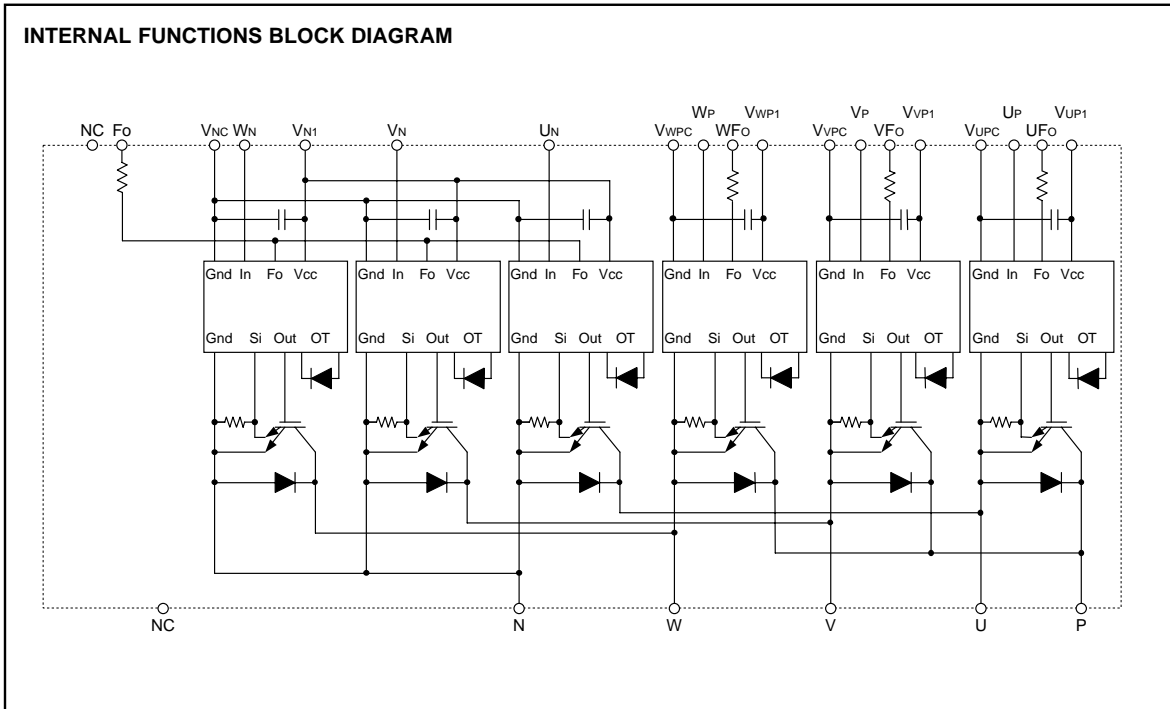 INTERNAL FUNCTIONS BLOCK DIAGRAM
WP VWP1 VP VVP1 UP VUP1
NC Fo VNC WN VN1 VN UN VWPC WFO VVPC VFO VUPC UFO
Gnd In Fo Vcc Gnd In Fo Vcc Gnd In Fo Vcc Gnd In Fo Vcc Gnd In Fo Vcc Gnd In Fo Vcc
Gnd Si Out OT Gnd Si Out OT Gnd Si Out OT Gnd Si Out OT Gnd Si Out OT Gnd Si Out OT
NC N W V U P